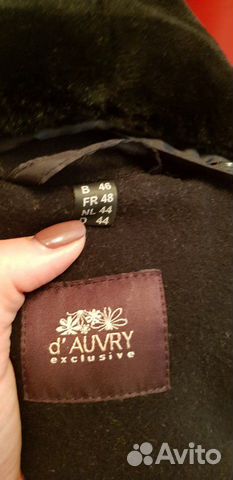 B 46
FR 48
NL 44
D 44
d'AUVRY
exclusive
Avito